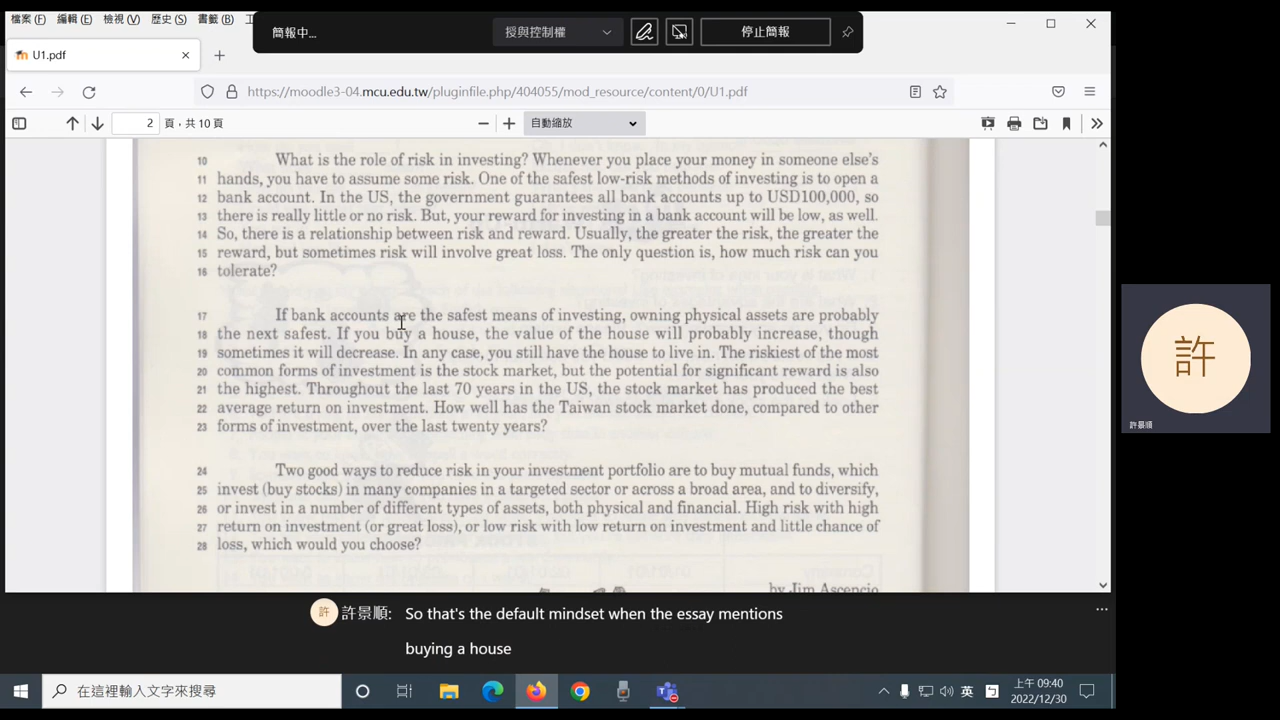 檔案(F) 編輯(E) 檢視(V) 歷史(S) 書籤(B)
簡報中...
授與控制權
停止簡報
U1.pdf
https://moodle3-04.mcu.edu.tw/pluginfile.php/404055/mod_resource/content/0/U1.pdf
2 頁，共 10 頁
自動縮放
10 What is the role of risk in investing? Whenever you place your money in someone else's
11 hands, you have to assume some risk. One of the safest low-risk methods of investing is to open a
12 bank account. In the US, the government guarantees all bank accounts up to USD100,000, so
13 there is really little or no risk. But, your reward for investing in a bank account will be low, as well.
14 So, there is a relationship between risk and reward. Usually, the greater the risk, the greater the
15 reward, but sometimes risk will involve great loss. The only question is, how much risk can you
16 tolerate?
17 If bank accounts are the safest means of investing, owning physical assets are probably
18 the next safest. If you buy a house, the value of the house will probably increase, though
19 sometimes it will decrease. In any case, you still have the house to live in. The riskiest of the most
20 common forms of investment is the stock market, but the potential for significant reward is also
21 the highest. Throughout the last 70 years in the US, the stock market has produced the best
22 average return on investment. How well has the Taiwan stock market done, compared to other
23 forms of investment, over the last twenty years?
24 Two good ways to reduce risk in your investment portfolio are to buy mutual funds, which
25 invest (buy stocks) in many companies in a targeted sector or across a broad area, and to diversify,
26 or invest in a number of different types of assets, both physical and financial. High risk with high
27 return on investment (or great loss), or low risk with low return on investment and little chance of
28 loss, which would you choose?
by Jim Ascencio
許
許景順
許 許景順: So that's the default mindset when the essay mentions
buying a house
在這裡輸入文字來搜尋
英
上午 09:40
2022/12/30